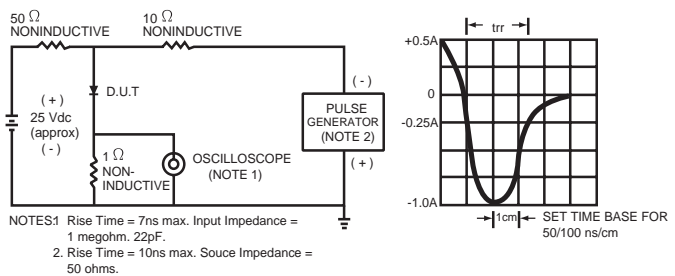 50 Ω
NONINDUCTIVE
10 Ω
NONINDUCTIVE
( + )
25 Vdc
(approx)
( - )
D.U.T
1 Ω
NON-
INDUCTIVE
OSCILLOSCOPE
(NOTE 1)
( - )
PULSE
GENERATOR
(NOTE 2)
( + )
trr
+0.5A
0
-0.25A
-1.0A
1cm
SET TIME BASE FOR
50/100 ns/cm
NOTES:1 Rise Time = 7ns max. Input Impedance =
1 megohm. 22pF.
2. Rise Time = 10ns max. Souce Impedance =
50 ohms.